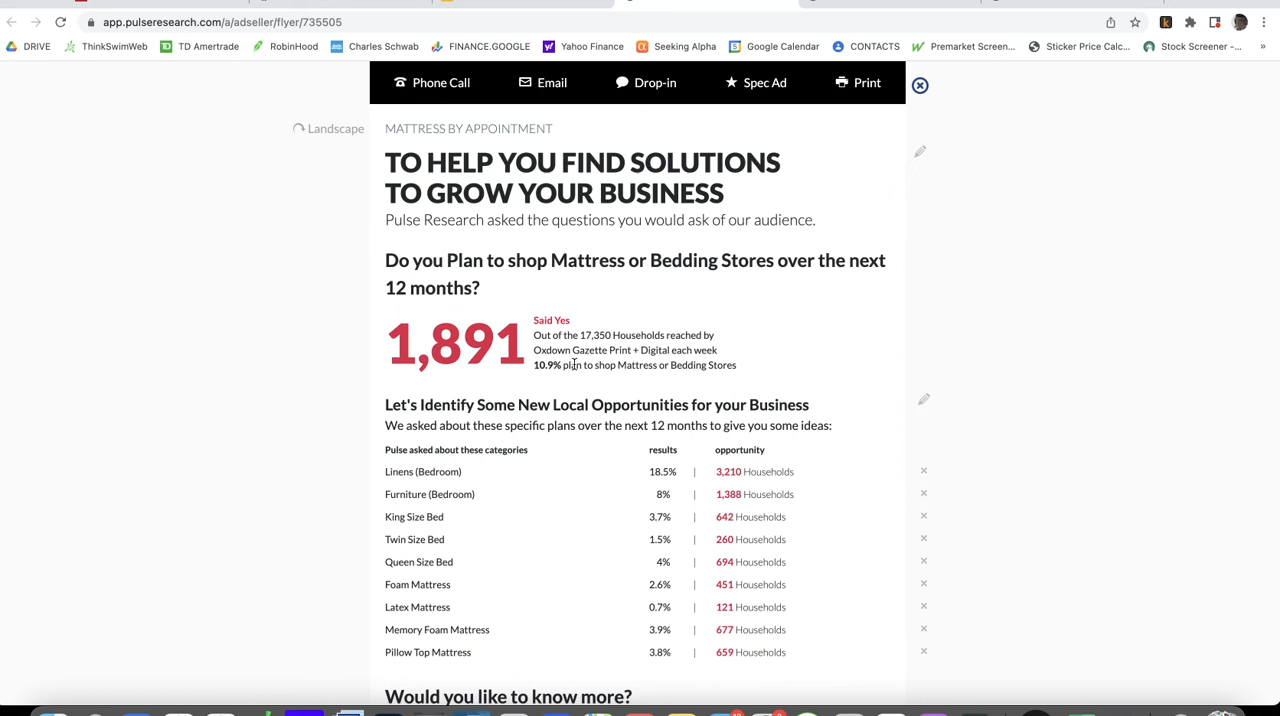 app.pulseresearch.com/a/adseller/flyer/735505
DRIVE ThinkSwimWeb TD Amertrade RobinHood Charles Schwab FINANCE.GOOGLE Yahoo Finance Seeking Alpha Google Calendar CONTACTS Premarket Screen... Sticker Price Calc... Stock Screener -... »
Phone Call Email Drop-in Spec Ad Print
Landscape
MATTRESS BY APPOINTMENT
TO HELP YOU FIND SOLUTIONS
TO GROW YOUR BUSINESS
Pulse Research asked the questions you would ask of our audience.
Do you Plan to shop Mattress or Bedding Stores over the next
12 months?
1,891
Said Yes
Out of the 17,350 Households reached by
Oxdown Gazette Print + Digital each week
10.9% plan to shop Mattress or Bedding Stores
Let's Identify Some New Local Opportunities for your Business
We asked about these specific plans over the next 12 months to give you some ideas:
Pulse asked about these categories results opportunity
Linens (Bedroom) 18.5% | 3,210 Households
Furniture (Bedroom) 8% | 1,388 Households
King Size Bed 3.7% | 642 Households
Twin Size Bed 1.5% | 260 Households
Queen Size Bed 4% | 694 Households
Foam Mattress 2.6% | 451 Households
Latex Mattress 0.7% | 121 Households
Memory Foam Mattress 3.9% | 677 Households
Pillow Top Mattress 3.8% | 659 Households
Would you like to know more?